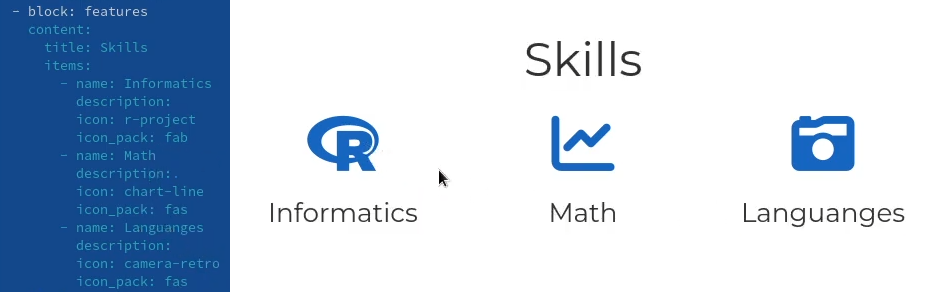 - block: features
content:
title: Skills
items:
- name: Informatics
description:
icon: r-project
icon_pack: fab
- name: Math
description:.
icon: chart-line
icon_pack: fas
- name: Languanges
description:
icon: camera-retro
icon_pack: fas
Skills
R
Informatics
Math
Languanges